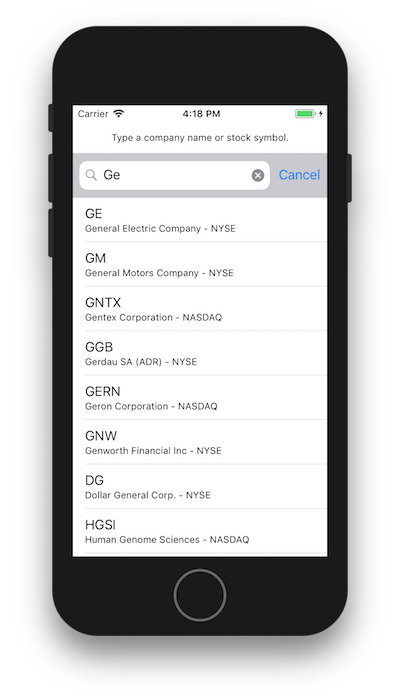 Carrier 4:18 PM
Type a company name or stock symbol.
Ge Cancel
GE
General Electric Company - NYSE
GM
General Motors Company - NYSE
GNTX
Gentex Corporation - NASDAQ
GGB
Gerdau SA (ADR) - NYSE
GERN
Geron Corporation - NASDAQ
GNW
Genworth Financial Inc - NYSE
DG
Dollar General Corp. - NYSE
HGSI
Human Genome Sciences - NASDAQ